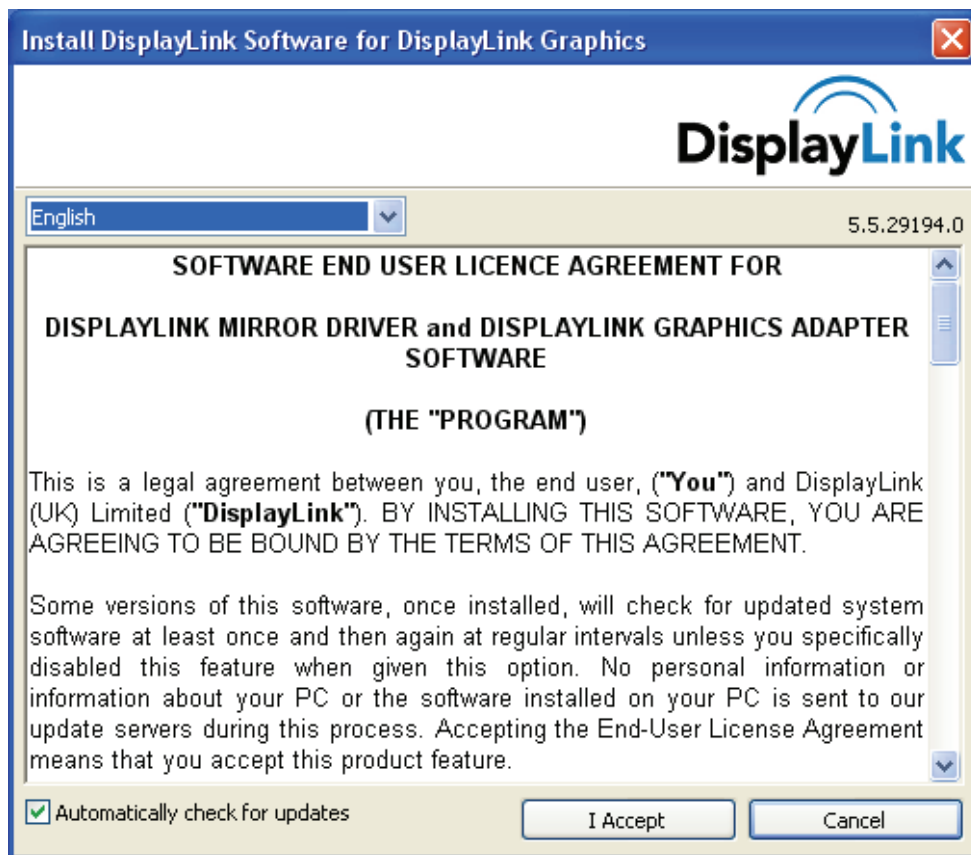 Install DisplayLink Software for DisplayLink Graphics
DisplayLink
English
5.5.29194.0
SOFTWARE END USER LICENCE AGREEMENT FOR
DISPLAYLINK MIRROR DRIVER and DISPLAYLINK GRAPHICS ADAPTER
SOFTWARE
(THE "PROGRAM")
This is a legal agreement between you, the end user, ("You") and DisplayLink
(UK) Limited ("DisplayLink"). BY INSTALLING THIS SOFTWARE, YOU ARE
AGREEING TO BE BOUND BY THE TERMS OF THIS AGREEMENT.
Some versions of this software, once installed, will check for updated system
software at least once and then again at regular intervals unless you specifically
disabled this feature when given this option. No personal information or
information about your PC or the software installed on your PC is sent to our
update servers during this process. Accepting the End-User License Agreement
means that you accept this product feature.
Automatically check for updates
I Accept
Cancel